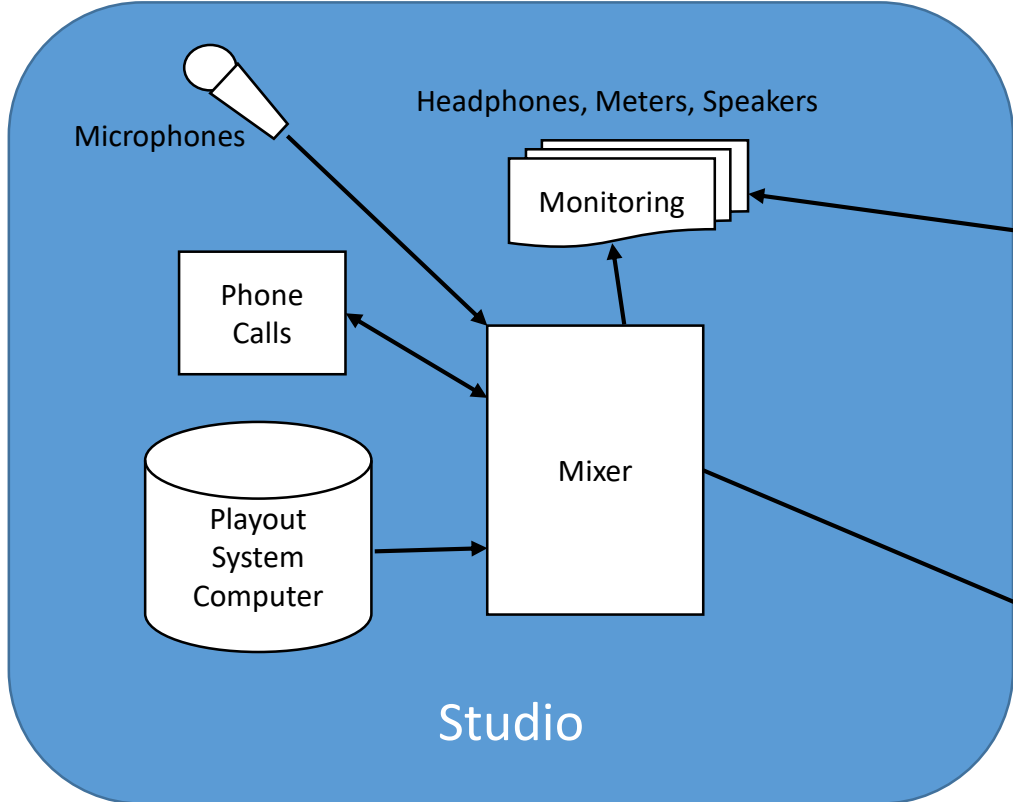 Headphones, Meters, Speakers
Microphones
Monitoring
Phone
Calls
Mixer
Playout
System
Computer
Studio